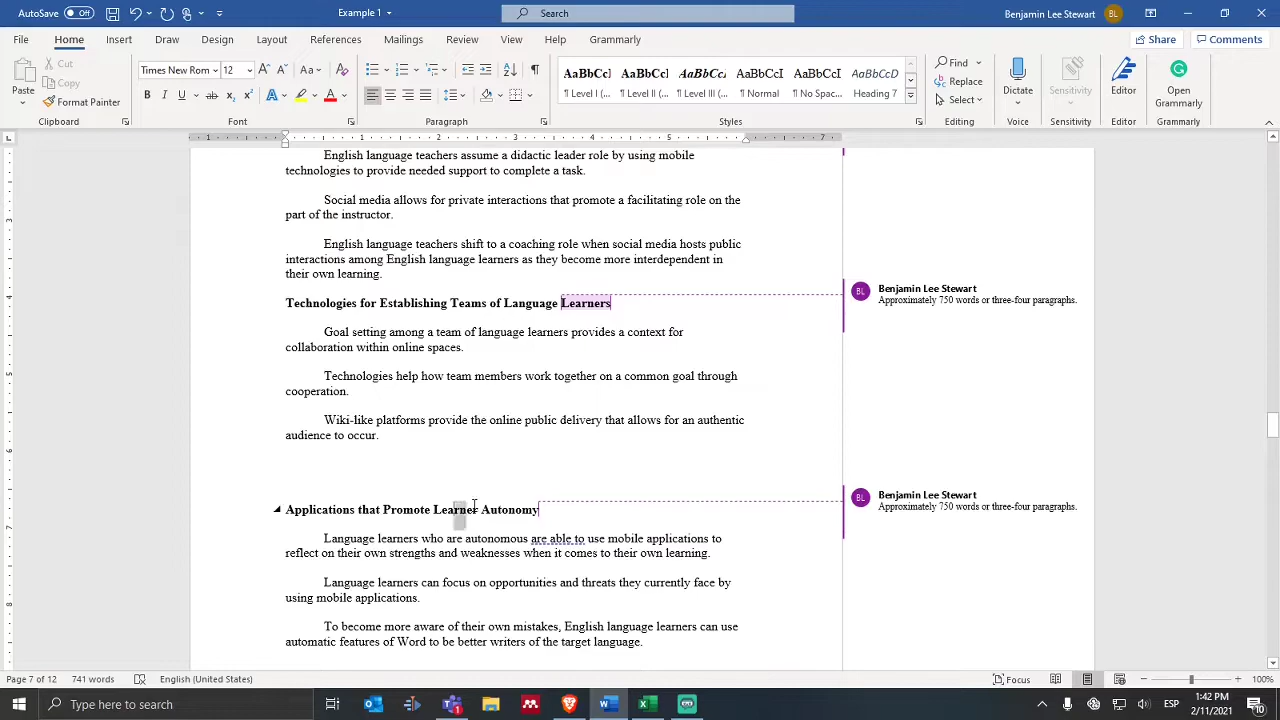 AutoSave Off
Example 1
Search
Benjamin Lee Stewart BL
File Home Insert Draw Design Layout References Mailings Review View Help Grammarly
Share Comments
Paste
Cut
Copy
Format Painter
Clipboard
Times New Rom 12
Font
Paragraph
AaBbCcI AaBbCcI AaBbCcI AaBbCcI AaBbCcI AaBbCcD
¶ Level I (... ¶ Level II (... ¶ Level III (... ¶ Normal ¶ No Spac... Heading 7
Styles
Find
Replace
Select
Editing
Dictate
Voice
Sensitivity
Sensitivity
Editor
Editor
Open Grammarly
Grammarly
English language teachers assume a didactic leader role by using mobile
technologies to provide needed support to complete a task.
Social media allows for private interactions that promote a facilitating role on the
part of the instructor.
English language teachers shift to a coaching role when social media hosts public
interactions among English language learners as they become more interdependent in
their own learning.
Technologies for Establishing Teams of Language Learners
BL Benjamin Lee Stewart
Approximately 750 words or three-four paragraphs.
Goal setting among a team of language learners provides a context for
collaboration within online spaces.
Technologies help how team members work together on a common goal through
cooperation.
Wiki-like platforms provide the online public delivery that allows for an authentic
audience to occur.
Applications that Promote Learner Autonomy
BL Benjamin Lee Stewart
Approximately 750 words or three-four paragraphs.
Language learners who are autonomous are able to use mobile applications to
reflect on their own strengths and weaknesses when it comes to their own learning.
Language learners can focus on opportunities and threats they currently face by
using mobile applications.
To become more aware of their own mistakes, English language learners can use
automatic features of Word to be better writers of the target language.
Page 7 of 12 741 words English (United States)
Focus
100%
Type here to search
ESP
1:42 PM
2/11/2021